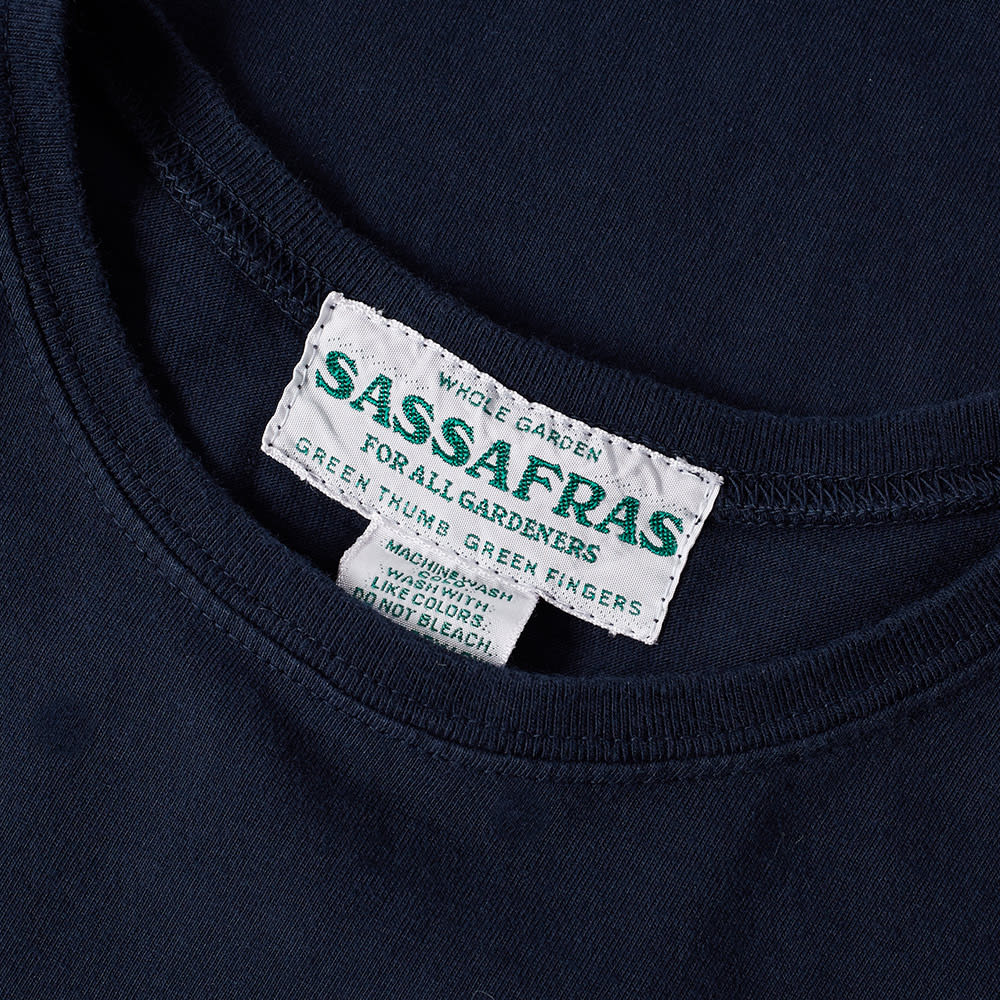 WHOLE GARDEN
SASSAFRAS
FOR ALL GARDENERS
GREEN THUMB GREEN FINGERS
MACHINE WASH
COLD
WASH WITH
LIKE COLORS
DO NOT BLEACH